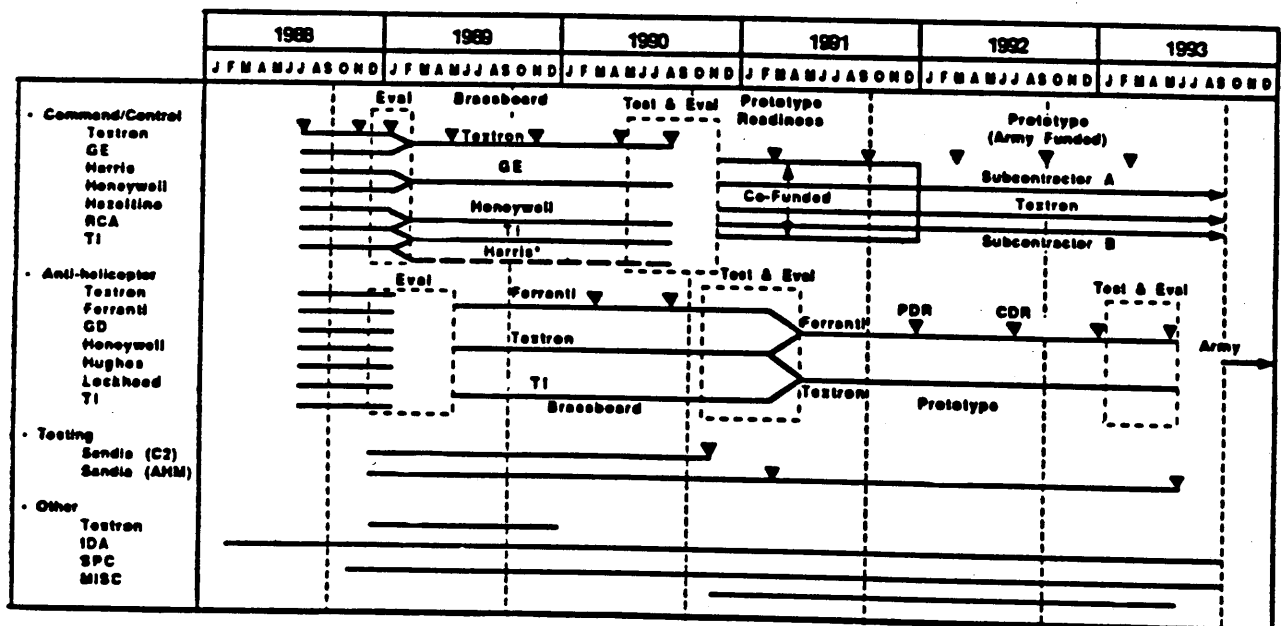 1988 1989 1990 1991 1992 1993
J F M A M J J A S O N D J F M A M J J A S O N D J F M A M J J A S O N D J F M A M J J A S O N D J F M A M J J A S O N D J F M A M J J A S O N D
• Command/Control
Textron
GE
Harris
Honeywell
Hazeltine
RCA
TI
Eval Brassboard Test & Eval Prototype Readiness Prototype (Army Funded)
Textron
GE
Honeywell
TI
Harris*
Co-Funded
Subcontractor A
Textron
Subcontractor B
• Anti-helicopter
Textron
Ferranti
GD
Honeywell
Hughes
Lockheed
TI
Eval Test & Eval Test & Eval
Ferranti
Textron
TI
Brassboard
Ferranti PDR CDR
Textron Prototype
Army
• Testing
Sandia (C2)
Sandia (AHM)
• Other
Textron
IDA
SPC
MISC